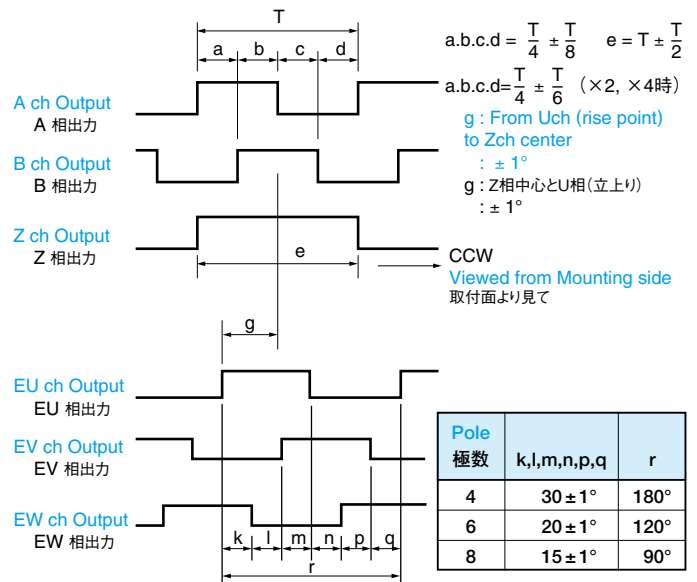 T
a b c d
a.b.c.d = T/4 ± T/8 e = T ± T/2
a.b.c.d=T/4 ± T/6 (×2, ×4時)
A ch Output
A 相出力
g : From Uch (rise point)
to Zch center
: ± 1°
g : Z相中心とU相(立上り)
: ± 1°
B ch Output
B 相出力
Z ch Output
Z 相出力
e
CCW
Viewed from Mounting side
取付面より見て
g
EU ch Output
EU 相出力
EV ch Output
EV 相出力
EW ch Output
EW 相出力
k l m n p q
r
Pole
極数 k,l,m,n,p,q r
4 30±1° 180°
6 20±1° 120°
8 15±1° 90°